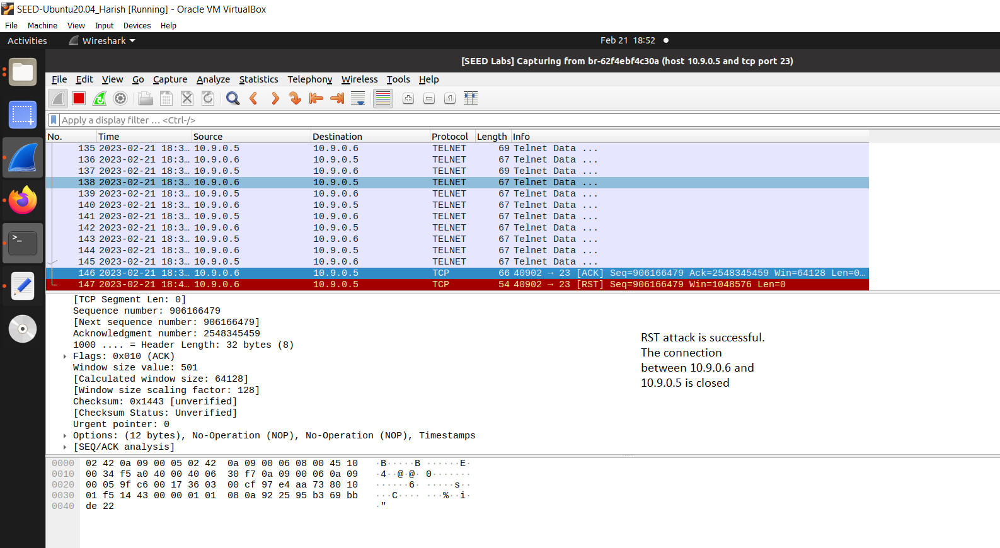 SEED-Ubuntu20.04_Harish [Running] - Oracle VM VirtualBox
File Machine View Input Devices Help
Activities Wireshark Feb 21 18:52
[SEED Labs] Capturing from br-62f4ebf4c30a (host 10.9.0.5 and tcp port 23)
File Edit View Go Capture Analyze Statistics Telephony Wireless Tools Help
Apply a display filter … <Ctrl-/>
No. Time Source Destination Protocol Length Info
135 2023-02-21 18:3… 10.9.0.5 10.9.0.6 TELNET 69 Telnet Data ...
136 2023-02-21 18:3… 10.9.0.6 10.9.0.5 TELNET 67 Telnet Data ...
137 2023-02-21 18:3… 10.9.0.5 10.9.0.6 TELNET 69 Telnet Data ...
138 2023-02-21 18:3… 10.9.0.6 10.9.0.5 TELNET 67 Telnet Data ...
139 2023-02-21 18:3… 10.9.0.5 10.9.0.6 TELNET 67 Telnet Data ...
140 2023-02-21 18:3… 10.9.0.6 10.9.0.5 TELNET 67 Telnet Data ...
141 2023-02-21 18:3… 10.9.0.5 10.9.0.6 TELNET 67 Telnet Data ...
142 2023-02-21 18:3… 10.9.0.6 10.9.0.5 TELNET 67 Telnet Data ...
143 2023-02-21 18:3… 10.9.0.5 10.9.0.6 TELNET 67 Telnet Data ...
144 2023-02-21 18:3… 10.9.0.6 10.9.0.5 TELNET 67 Telnet Data ...
145 2023-02-21 18:3… 10.9.0.5 10.9.0.6 TELNET 67 Telnet Data ...
146 2023-02-21 18:3… 10.9.0.6 10.9.0.5 TCP 66 40902 → 23 [ACK] Seq=906166479 Ack=2548345459 Win=64128 Len=0…
147 2023-02-21 18:4… 10.9.0.6 10.9.0.5 TCP 54 40902 → 23 [RST] Seq=906166479 Win=1048576 Len=0
[TCP Segment Len: 0]
Sequence number: 906166479
[Next sequence number: 906166479]
Acknowledgment number: 2548345459
1000 .... = Header Length: 32 bytes (8)
Flags: 0x010 (ACK)
Window size value: 501
[Calculated window size: 64128]
[Window size scaling factor: 128]
Checksum: 0x1443 [unverified]
[Checksum Status: Unverified]
Urgent pointer: 0
Options: (12 bytes), No-Operation (NOP), No-Operation (NOP), Timestamps
[SEQ/ACK analysis]
RST attack is successful.
The connection
between 10.9.0.6 and
10.9.0.5 is closed
0000 02 42 0a 09 00 05 02 42 0a 09 00 06 08 00 45 10 ·B·····B ······E·
0010 00 34 f5 a0 40 00 40 06 30 f7 0a 09 00 06 0a 09 ·4··@·@· 0·······
0020 00 05 9f c6 00 17 36 03 00 cf 97 e4 aa 73 80 10 ······6· ·····s··
0030 01 f5 14 43 00 00 01 01 08 0a 92 25 95 b3 69 bb ···C···· ···%··i·
0040 de 22 ·"